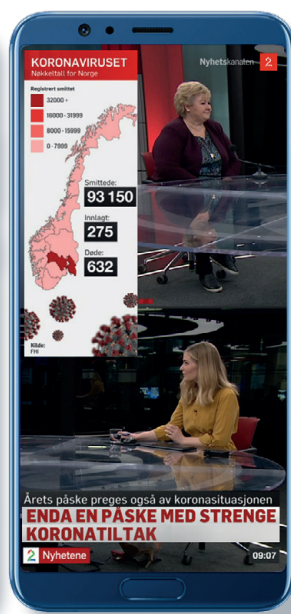 KORONAVIRUSET
Nøkkeltall for Norge
Nyhetskanalen 2
Registrert smittet
32000 +
16000 - 31999
8000 - 15999
0 - 7999
Smittede:
93 150
Innlagt:
275
Døde:
632
Kilde:
FHI
Årets påske preges også av koronasituasjonen
ENDA EN PÅSKE MED STRENGE
KORONATILTAK
2 Nyhetene
09:07